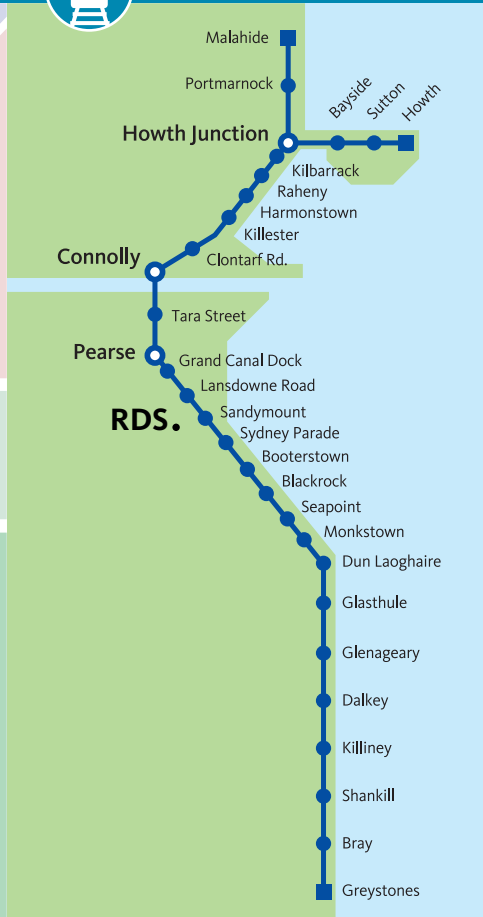 Malahide
Portmarnock
Bayside
Sutton
Howth
Howth Junction
Kilbarrack
Raheny
Harmonstown
Killester
Clontarf Rd.
Connolly
Tara Street
Pearse
Grand Canal Dock
Lansdowne Road
RDS.
Sandymount
Sydney Parade
Booterstown
Blackrock
Seapoint
Monkstown
Dun Laoghaire
Glasthule
Glenageary
Dalkey
Killiney
Shankill
Bray
Greystones